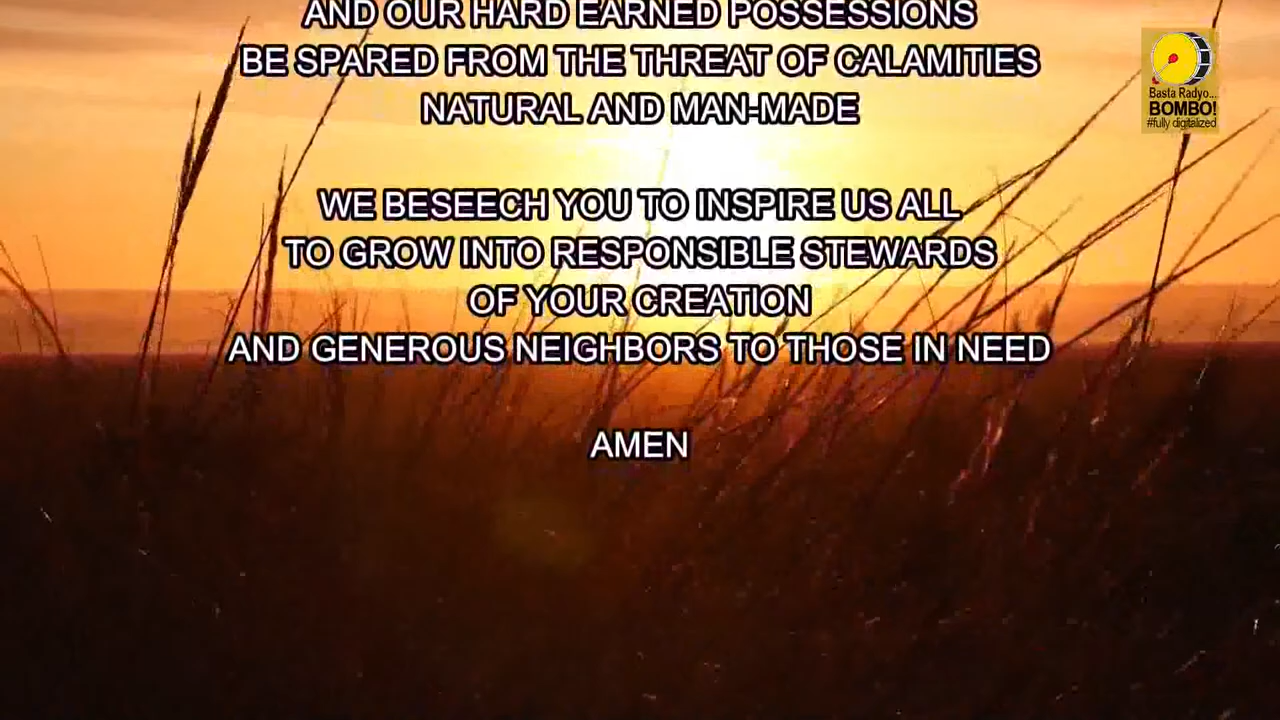 AND OUR HARD EARNED POSSESSIONS
BE SPARED FROM THE THREAT OF CALAMITIES
NATURAL AND MAN-MADE
WE BESEECH YOU TO INSPIRE US ALL
TO GROW INTO RESPONSIBLE STEWARDS
OF YOUR CREATION
AND GENEROUS NEIGHBORS TO THOSE IN NEED
AMEN
Basta Radyo...
BOMBO!
#fully digitalized